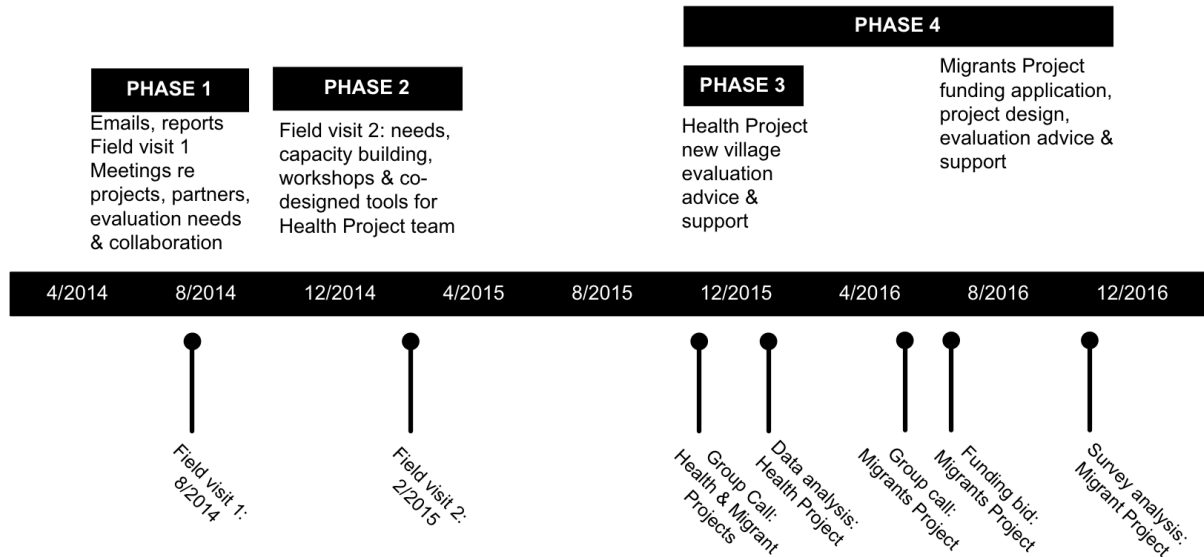 PHASE 4
PHASE 1
PHASE 2
PHASE 3
Emails, reports
Field visit 1
Meetings re
projects, partners,
evaluation needs
& collaboration
Field visit 2: needs,
capacity building,
workshops & co-
designed tools for
Health Project team
Health Project
new village
evaluation
advice &
support
Migrants Project
funding application,
project design,
evaluation advice &
support
4/2014 8/2014 12/2014 4/2015 8/2015 12/2015 4/2016 8/2016 12/2016
Field visit 1:
8/2014
Field visit 2:
2/2015
Group Call:
Health & Migrant
Projects
Data analysis:
Health Project
Group call:
Migrants Project
Funding bid:
Migrants Project
Survey analysis:
Migrant Project